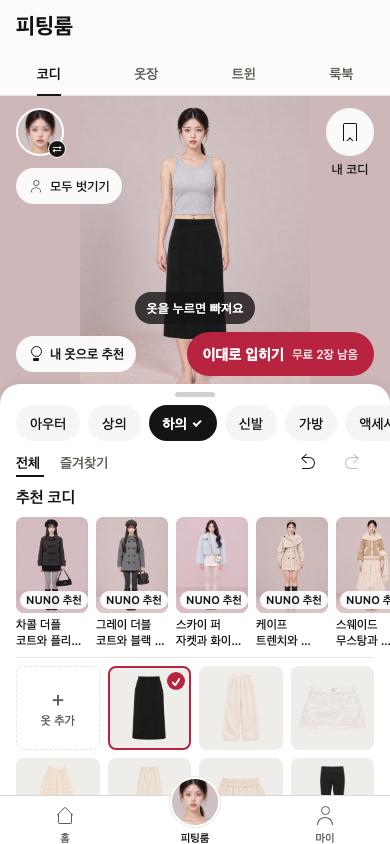 피팅룸
코디
옷장
트윈
룩북
모두 벗기기
내 코디
옷을 누르면 빠져요
내 옷으로 추천
이대로 입히기 무료 2장 남음
아우터
상의
하의
신발
가방
액세사
전체
즐겨찾기
추천 코디
NUNO 추천
NUNO 추천
NUNO 추천
NUNO 추천
NUNO 추
차콜 더플
코트와 플리...
그레이 더블
코트와 블랙 ...
스카이 퍼
자켓과 화이...
케이프
트렌치와 ...
스웨이드
무스탕과 ...
옷 추가
홈
피팅룸
마이